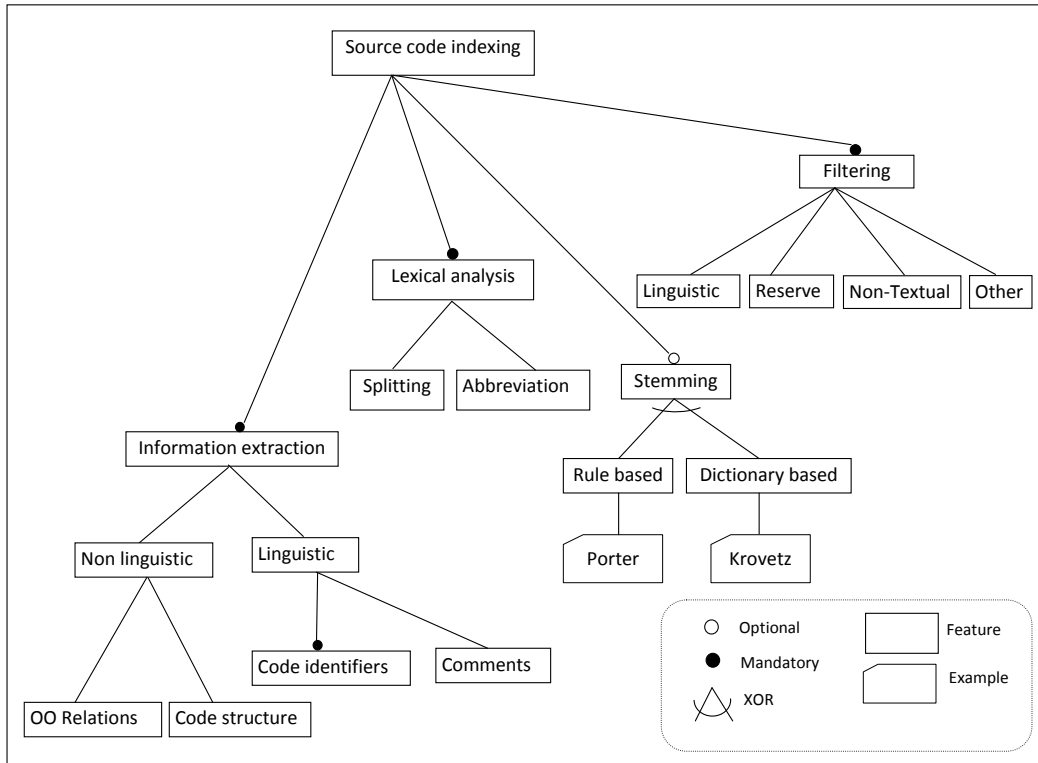 Source code indexing
Filtering
Linguistic
Reserve
Non-Textual
Other
Lexical analysis
Splitting
Abbreviation
Stemming
Information extraction
Rule based
Dictionary based
Non linguistic
Linguistic
Porter
Krovetz
Code identifiers
Comments
OO Relations
Code structure
Optional
Feature
Mandatory
Example
XOR